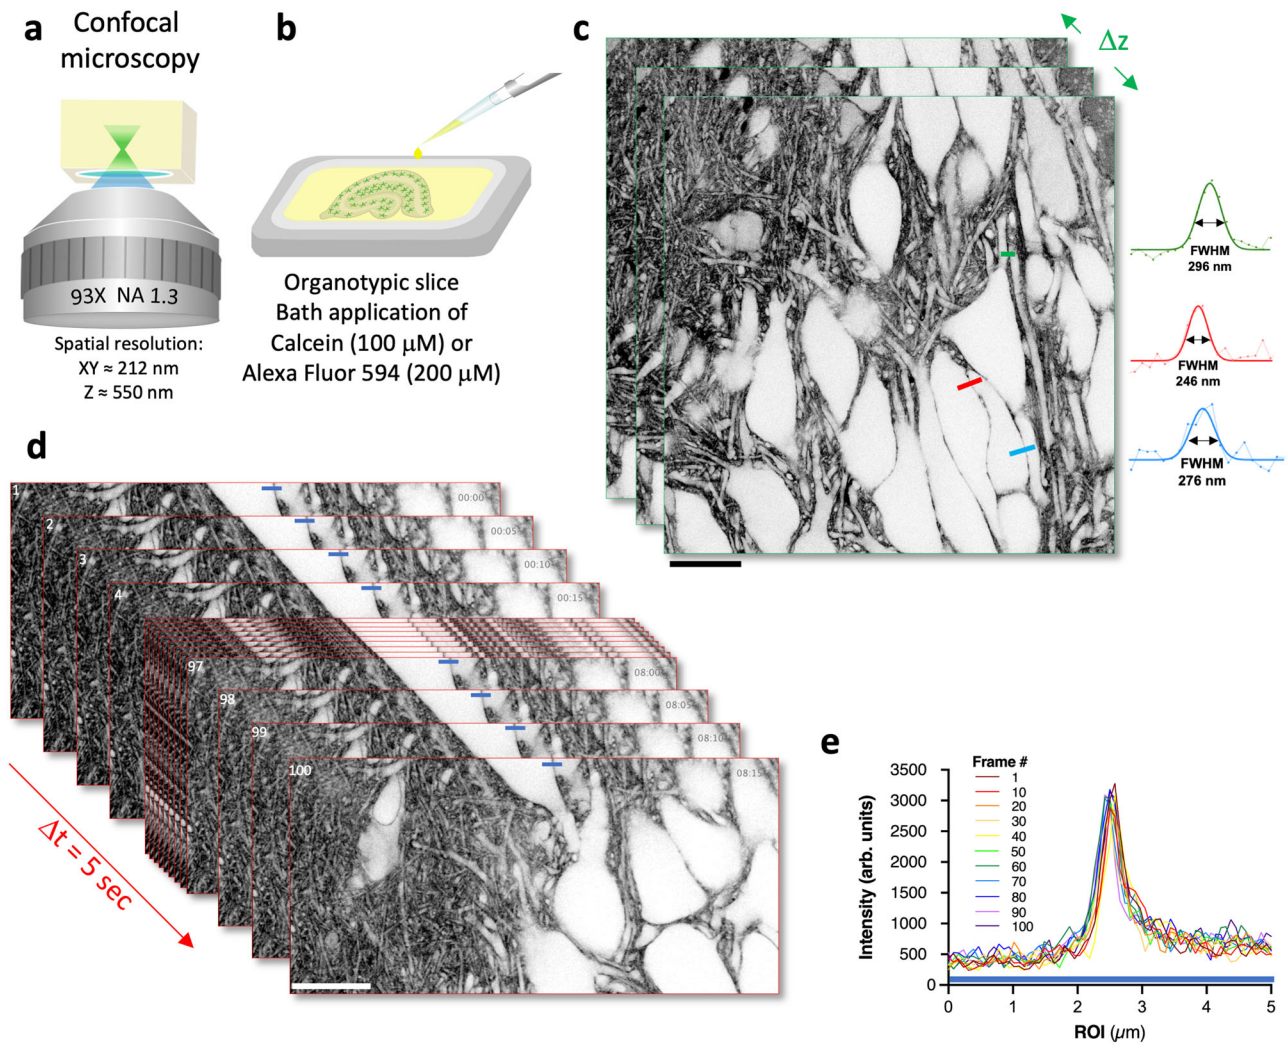 a
Confocal
microscopy
93X NA 1.3
Spatial resolution:
XY ≈ 212 nm
Z ≈ 550 nm
b
Organotypic slice
Bath application of
Calcein (100 μM) or
Alexa Fluor 594 (200 μM)
c
Δz
FWHM
296 nm
FWHM
246 nm
FWHM
276 nm
d
1
00:00
2
00:05
3
00:10
4
00:15
97
08:00
98
08:05
99
08:10
100
08:15
Δt = 5 sec
e
Frame #
1
10
20
30
40
50
60
70
80
90
100
Intensity (arb. units)
3500
3000
2500
2000
1500
1000
500
0
0 1 2 3 4 5
ROI (μm)